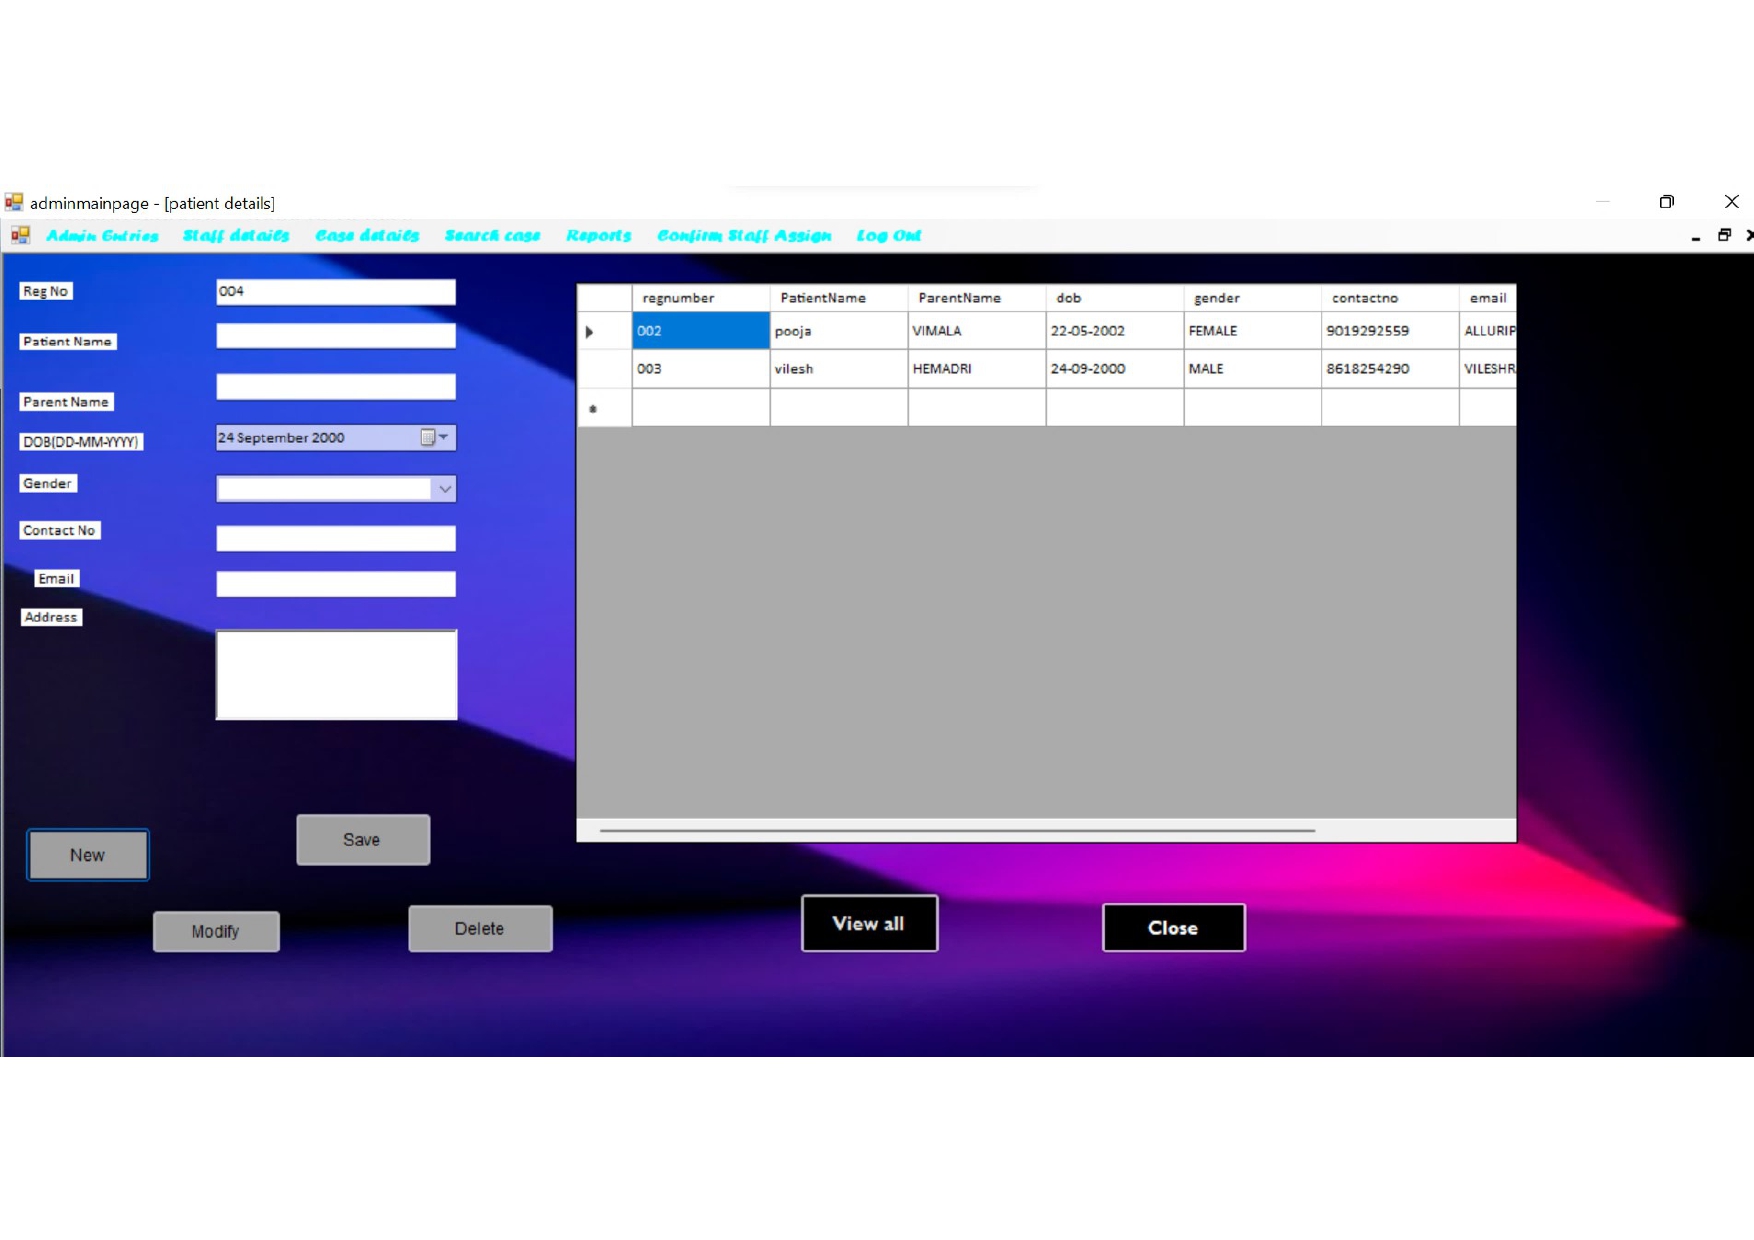 adminmainpage - [patient details]
Admin Entries Staff details Case details Search case Reports Confirm Staff Assign Log Out
Reg No 004
Patient Name
Parent Name
DOB(DD-MM-YYYY) 24 September 2000
Gender
Contact No
Email
Address
New Save
Modify Delete
regnumber PatientName ParentName dob gender contactno email
002 pooja VIMALA 22-05-2002 FEMALE 9019292559 ALLURIP
003 vilesh HEMADRI 24-09-2000 MALE 8618254290 VILESHR
View all Close